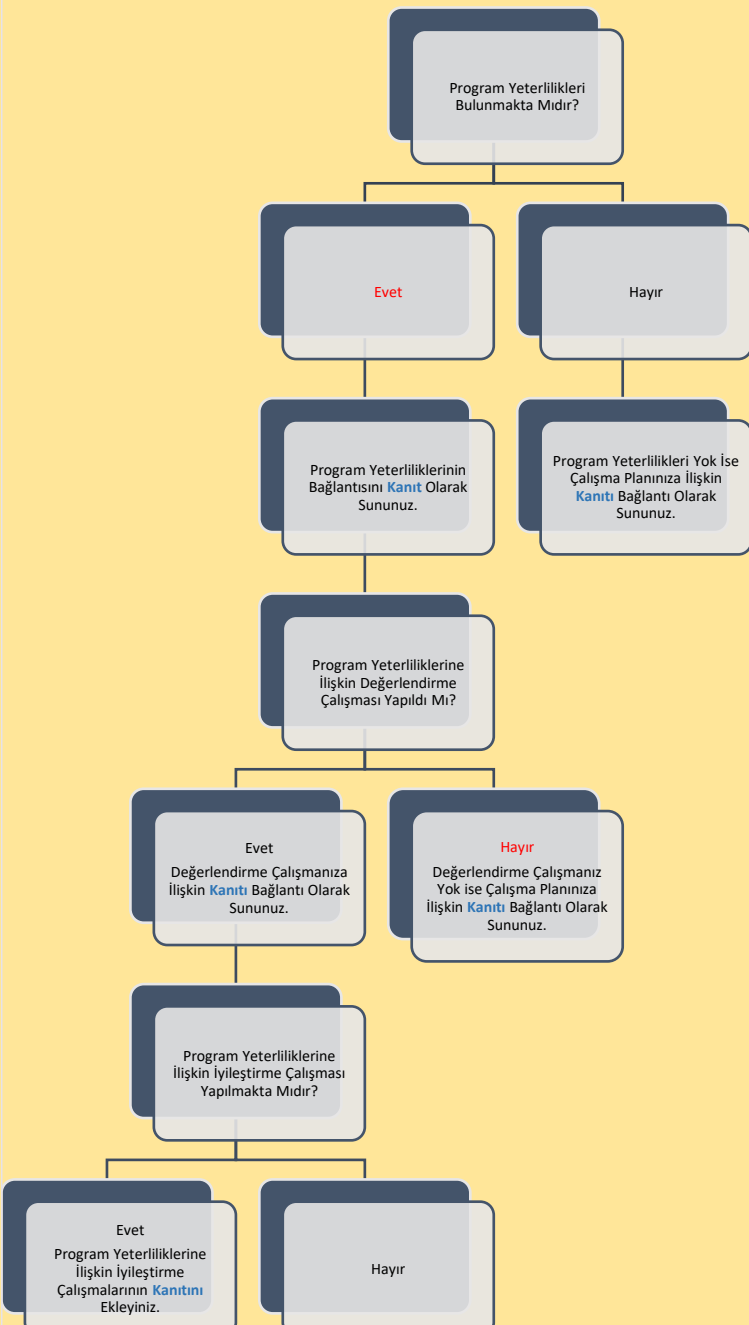 Program Yeterlilikleri
Bulunmakta Mıdır?
Evet
Hayır
Program Yeterliliklerinin
Bağlantısını Kanıt Olarak
Sununuz.
Program Yeterlilikleri Yok İse
Çalışma Planınıza İlişkin
Kanıtı Bağlantı Olarak
Sununuz.
Program Yeterliliklerine
İlişkin Değerlendirme
Çalışması Yapıldı Mı?
Evet
Değerlendirme Çalışmanıza
İlişkin Kanıtı Bağlantı Olarak
Sununuz.
Hayır
Değerlendirme Çalışmanız
Yok ise Çalışma Planınıza
İlişkin Kanıtı Bağlantı Olarak
Sununuz.
Program Yeterliliklerine
İlişkin İyileştirme Çalışması
Yapılmakta Mıdır?
Evet
Program Yeterliliklerine
İlişkin İyileştirme
Çalışmalarının Kanıtını
Ekleyiniz.
Hayır